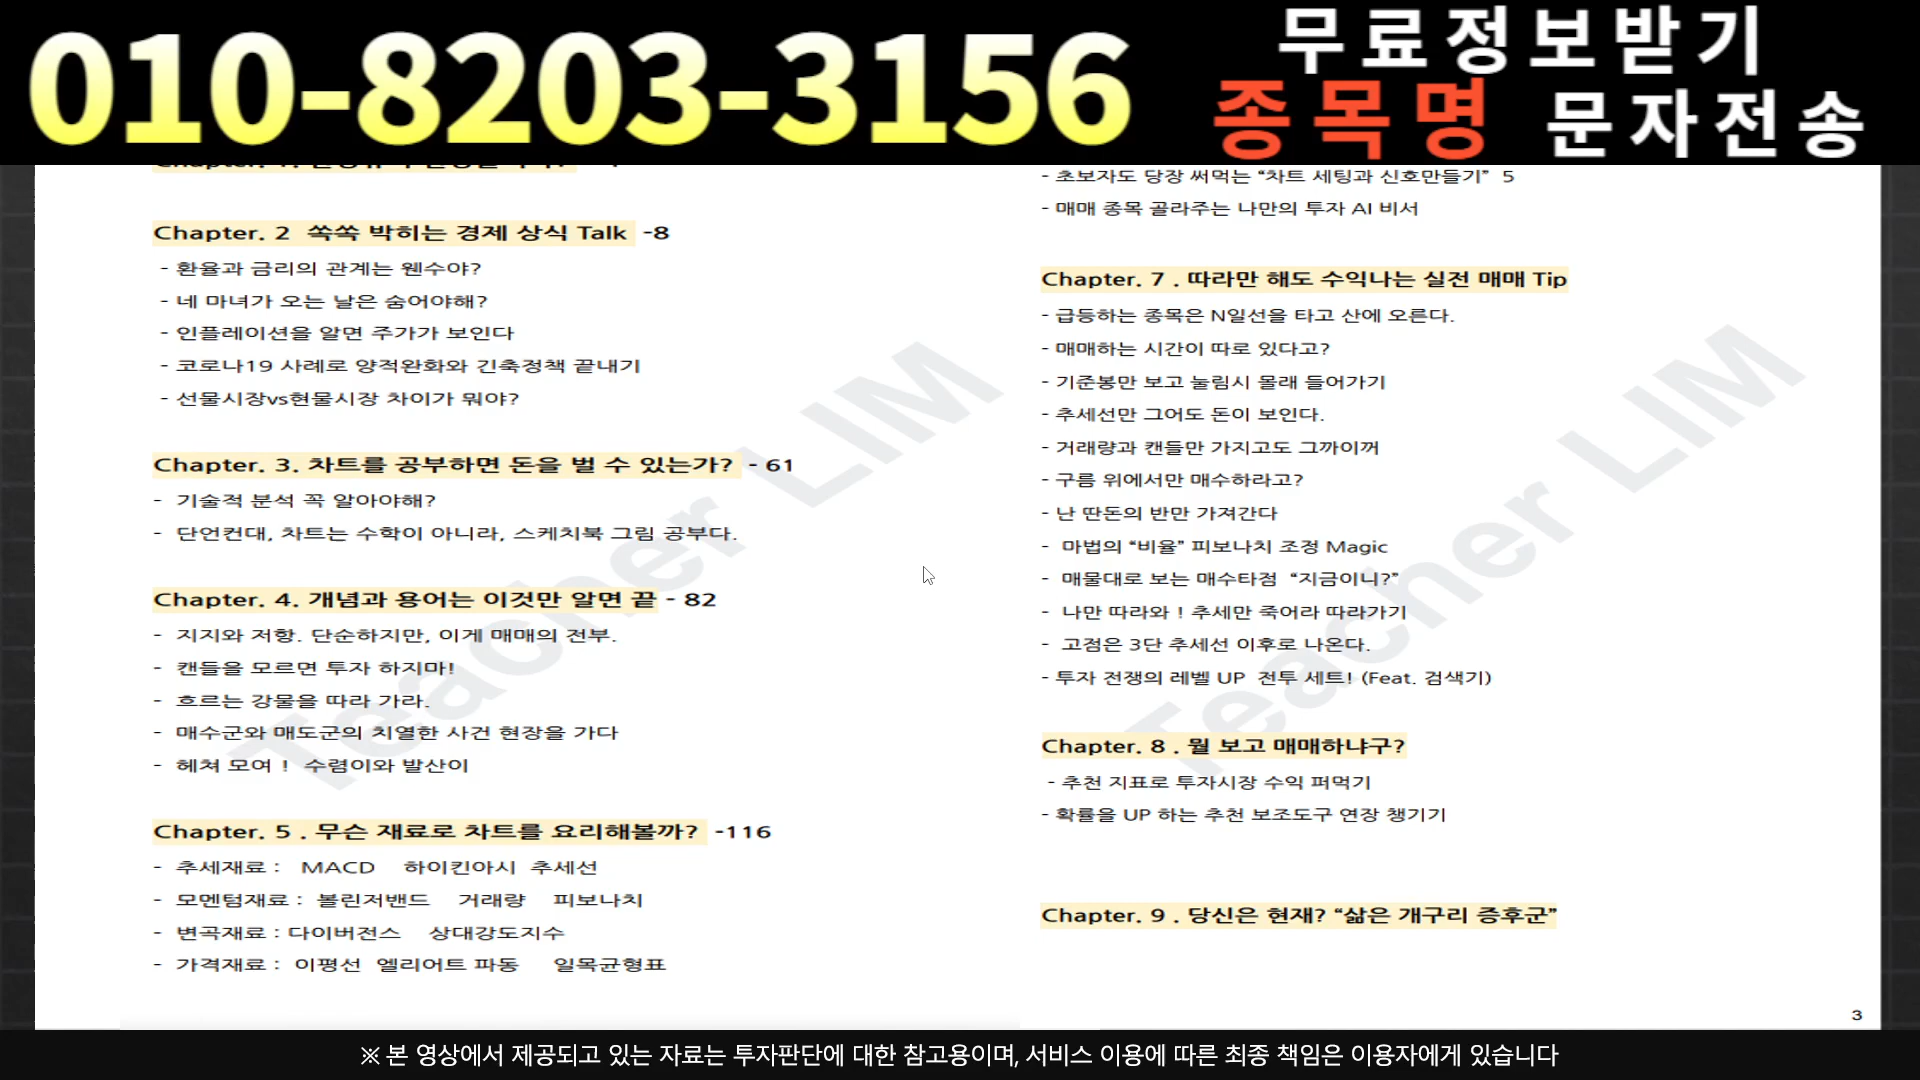 010-8203-3156
무료정보받기
종목명 문자전송
Chapter. 2 쏙쏙 박히는 경제 상식 Talk -8
- 환율과 금리의 관계는 웬수야?
- 네 마녀가 오는 날은 숨어야해?
- 인플레이션을 알면 주가가 보인다
- 코로나19 사례로 양적완화와 긴축정책 끝내기
- 선물시장vs현물시장 차이가 뭐야?
Chapter. 3. 차트를 공부하면 돈을 벌 수 있는가? - 61
- 기술적 분석 꼭 알아야해?
- 단언컨대, 차트는 수학이 아니라, 스케치북 그림 공부다.
Chapter. 4. 개념과 용어는 이것만 알면 끝 - 82
- 지지와 저항. 단순하지만, 이게 매매의 전부.
- 캔들을 모르면 투자 하지마!
- 흐르는 강물을 따라 가라.
- 매수군와 매도군의 치열한 사건 현장을 가다
- 헤쳐 모여 ! 수렴이와 발산이
Chapter. 5 . 무슨 재료로 차트를 요리해볼까? -116
- 추세재료 : MACD 하이킨아시 추세선
- 모멘텀재료 : 볼린저밴드 거래량 피보나치
- 변곡재료 : 다이버전스 상대강도지수
- 가격재료 : 이평선 엘리어트 파동 일목균형표
- 초보자도 당장 써먹는 “차트 세팅과 신호만들기” 5
- 매매 종목 골라주는 나만의 투자 AI 비서
Chapter. 7 . 따라만 해도 수익나는 실전 매매 Tip
- 급등하는 종목은 N일선을 타고 산에 오른다.
- 매매하는 시간이 따로 있다고?
- 기준봉만 보고 눌림시 몰래 들어가기
- 추세선만 그어도 돈이 보인다.
- 거래량과 캔들만 가지고도 그까이꺼
- 구름 위에서만 매수하라고?
- 난 딴돈의 반만 가져간다
- 마법의 “비율” 피보나치 조정 Magic
- 매물대로 보는 매수타점 “지금이니?”
- 나만 따라와 ! 추세만 죽어라 따라가기
- 고점은 3단 추세선 이후로 나온다.
- 투자 전쟁의 레벨 UP 전투 세트! (Feat. 검색기)
Chapter. 8 . 뭘 보고 매매하냐구?
- 추천 지표로 투자시장 수익 퍼먹기
- 확률을 UP 하는 추천 보조도구 연장 챙기기
Chapter. 9 . 당신은 현재? “삶은 개구리 증후군”
Teacher LIM
Teacher LIM
3
※ 본 영상에서 제공되고 있는 자료는 투자판단에 대한 참고용이며, 서비스 이용에 따른 최종 책임은 이용자에게 있습니다